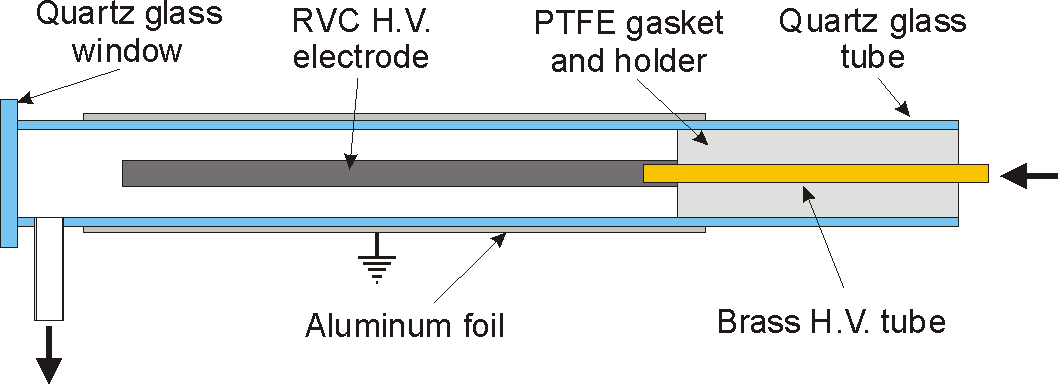 Quartz glass
window
RVC H.V.
electrode
PTFE gasket
and holder
Quartz glass
tube
Aluminum foil
Brass H.V. tube